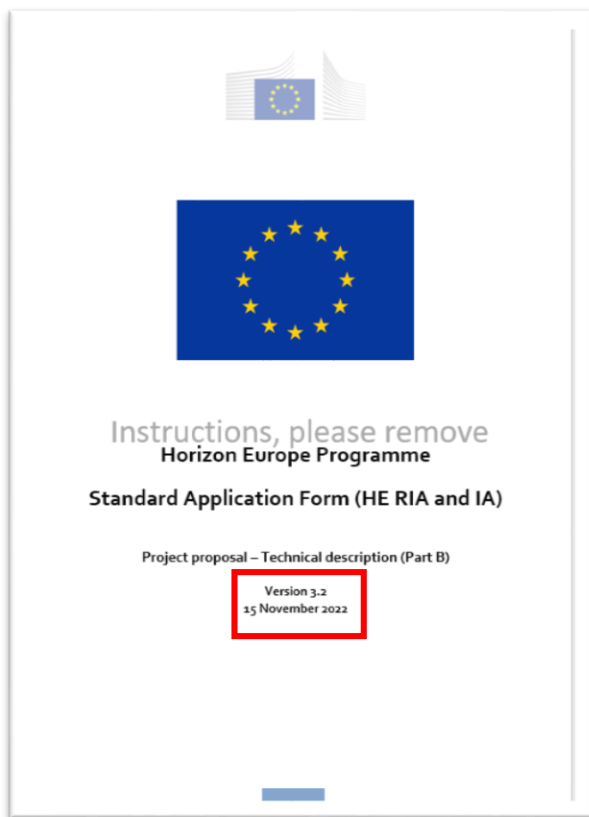 Instructions, please remove
Horizon Europe Programme
Standard Application Form (HE RIA and IA)
Project proposal – Technical description (Part B)
Version 3.2
15 November 2022